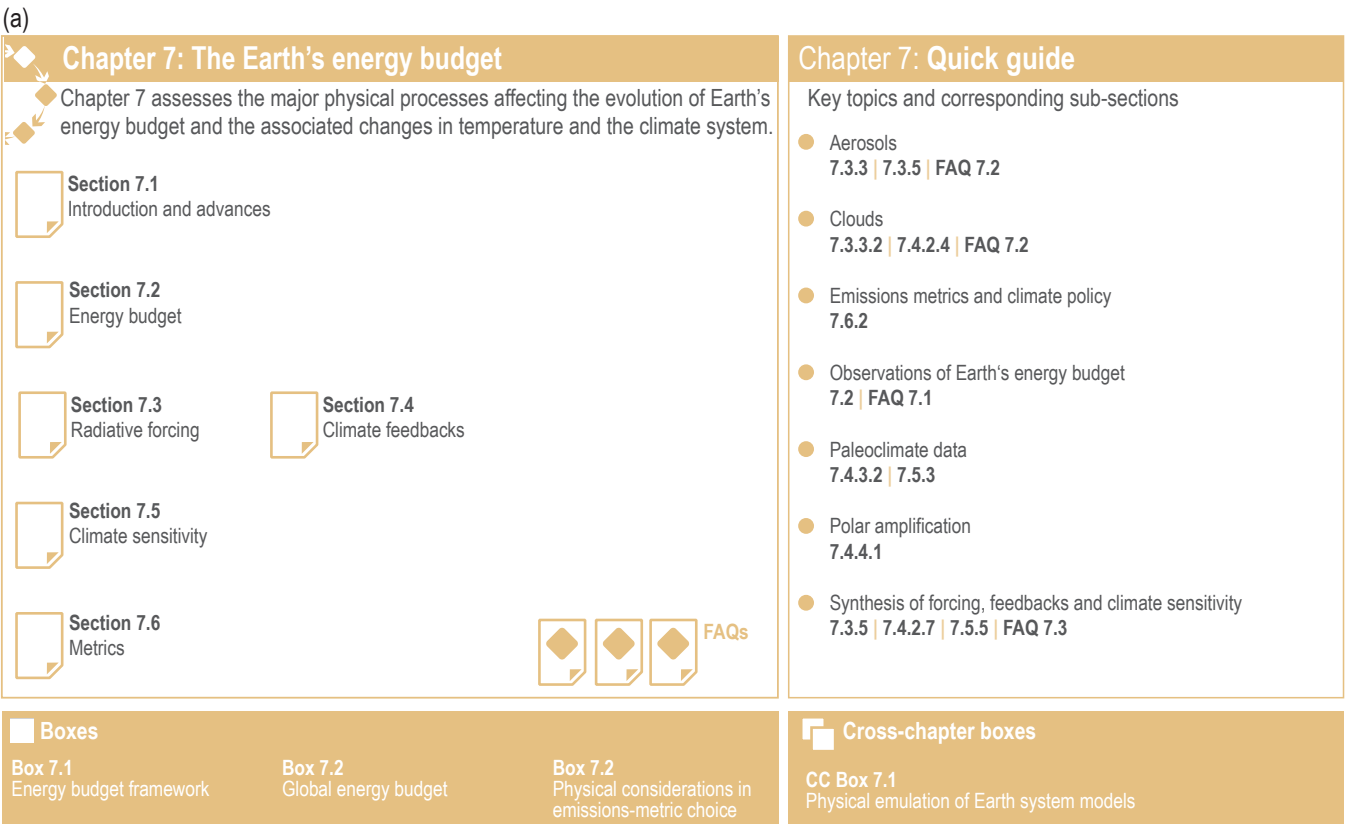 (a)
Chapter 7: The Earth's energy budget
Chapter 7 assesses the major physical processes affecting the evolution of Earth's
energy budget and the associated changes in temperature and the climate system.
Section 7.1
Introduction and advances
Section 7.2
Energy budget
Section 7.3
Radiative forcing
Section 7.4
Climate feedbacks
Section 7.5
Climate sensitivity
Section 7.6
Metrics
FAQs
Chapter 7: Quick guide
Key topics and corresponding sub-sections
Aerosols
7.3.3 | 7.3.5 | FAQ 7.2
Clouds
7.3.3.2 | 7.4.2.4 | FAQ 7.2
Emissions metrics and climate policy
7.6.2
Observations of Earth‘s energy budget
7.2 | FAQ 7.1
Paleoclimate data
7.4.3.2 | 7.5.3
Polar amplification
7.4.4.1
Synthesis of forcing, feedbacks and climate sensitivity
7.3.5 | 7.4.2.7 | 7.5.5 | FAQ 7.3
Boxes
Box 7.1
Energy budget framework
Box 7.2
Global energy budget
Box 7.2
Physical considerations in
emissions-metric choice
Cross-chapter boxes
CC Box 7.1
Physical emulation of Earth system models